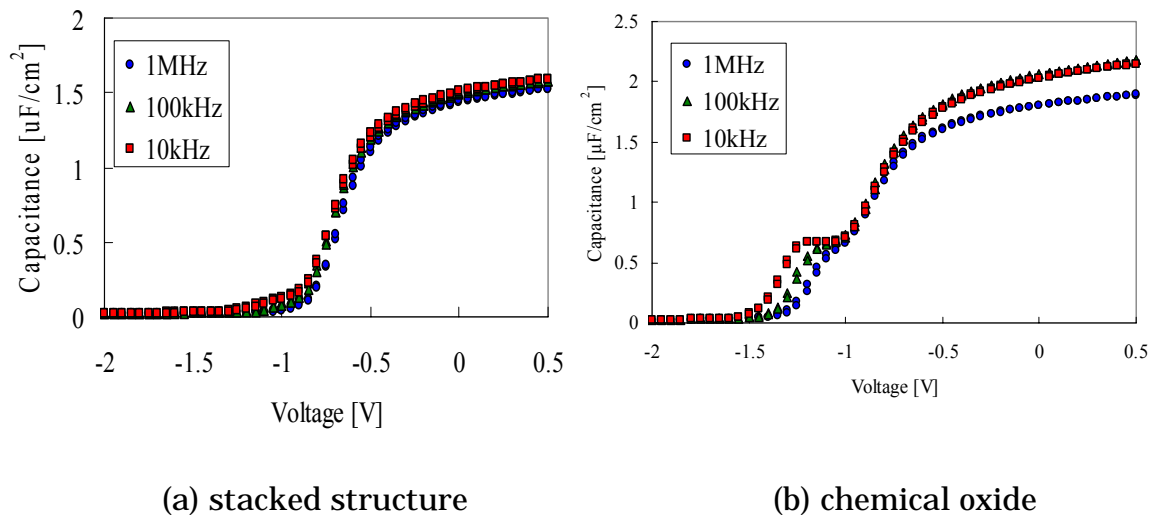 2
1.5
1
0.5
0
-2
-1.5
-1
-0.5
0
0.5
Capacitance [uF/cm²]
Voltage [V]
1MHz
100kHz
10kHz
(a) stacked structure
2.5
2
1.5
1
0.5
0
-2
-1.5
-1
-0.5
0
0.5
Capacitance [μF/cm²]
Voltage [V]
1MHz
100kHz
10kHz
(b) chemical oxide